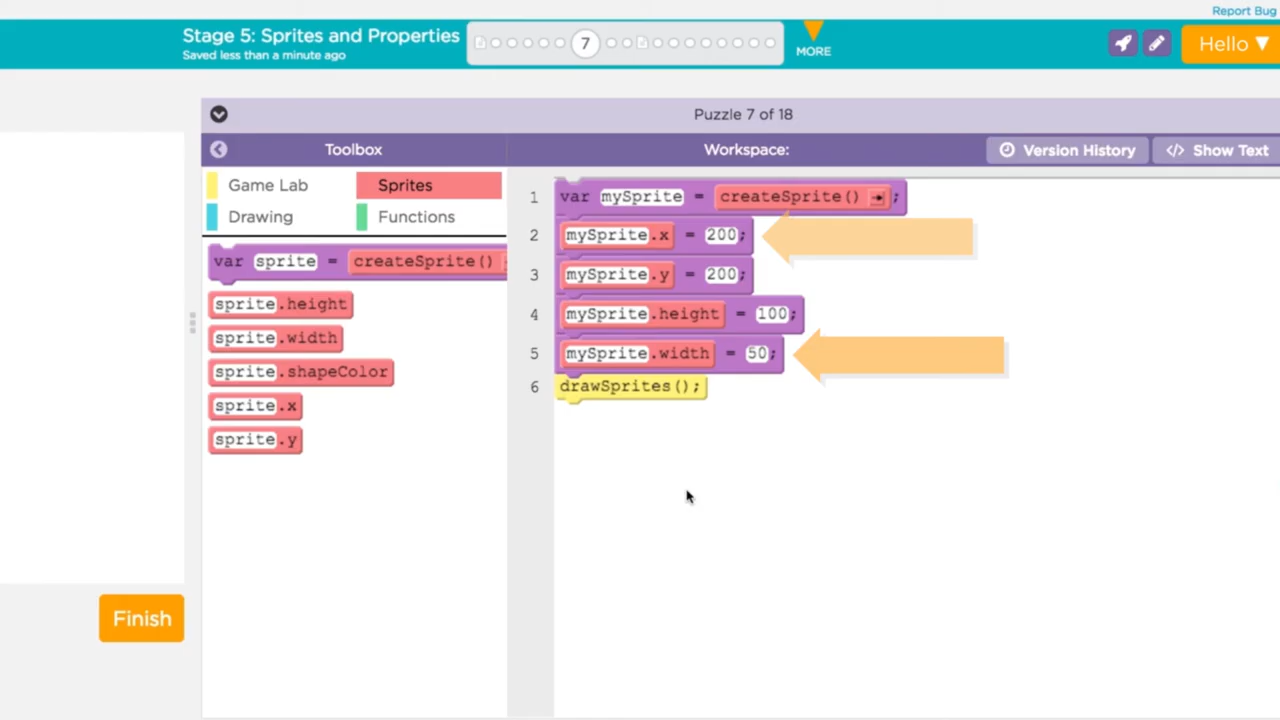 Report Bug
Stage 5: Sprites and Properties
Saved less than a minute ago
7
MORE
Hello ▼
Puzzle 7 of 18
Toolbox
Workspace:
Version History
</> Show Text
Game Lab
Sprites
Drawing
Functions
var sprite = createSprite()
sprite.height
sprite.width
sprite.shapeColor
sprite.x
sprite.y
1 var mySprite = createSprite() ;
2 mySprite.x = 200;
3 mySprite.y = 200;
4 mySprite.height = 100;
5 mySprite.width = 50;
6 drawSprites();
Finish